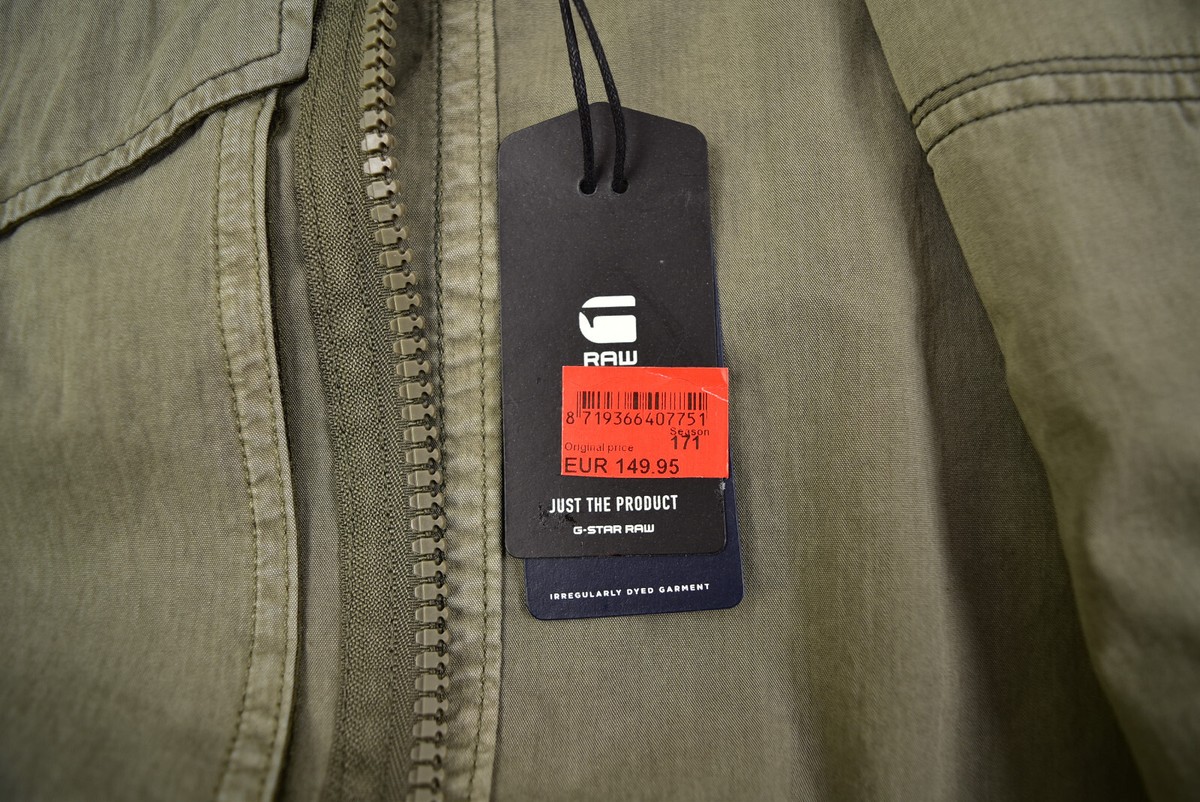 RAW
8 719366 407751
Season
171
Original price
EUR 149.95
JUST THE PRODUCT
G-STAR RAW
IRREGULARLY DYED GARMENT